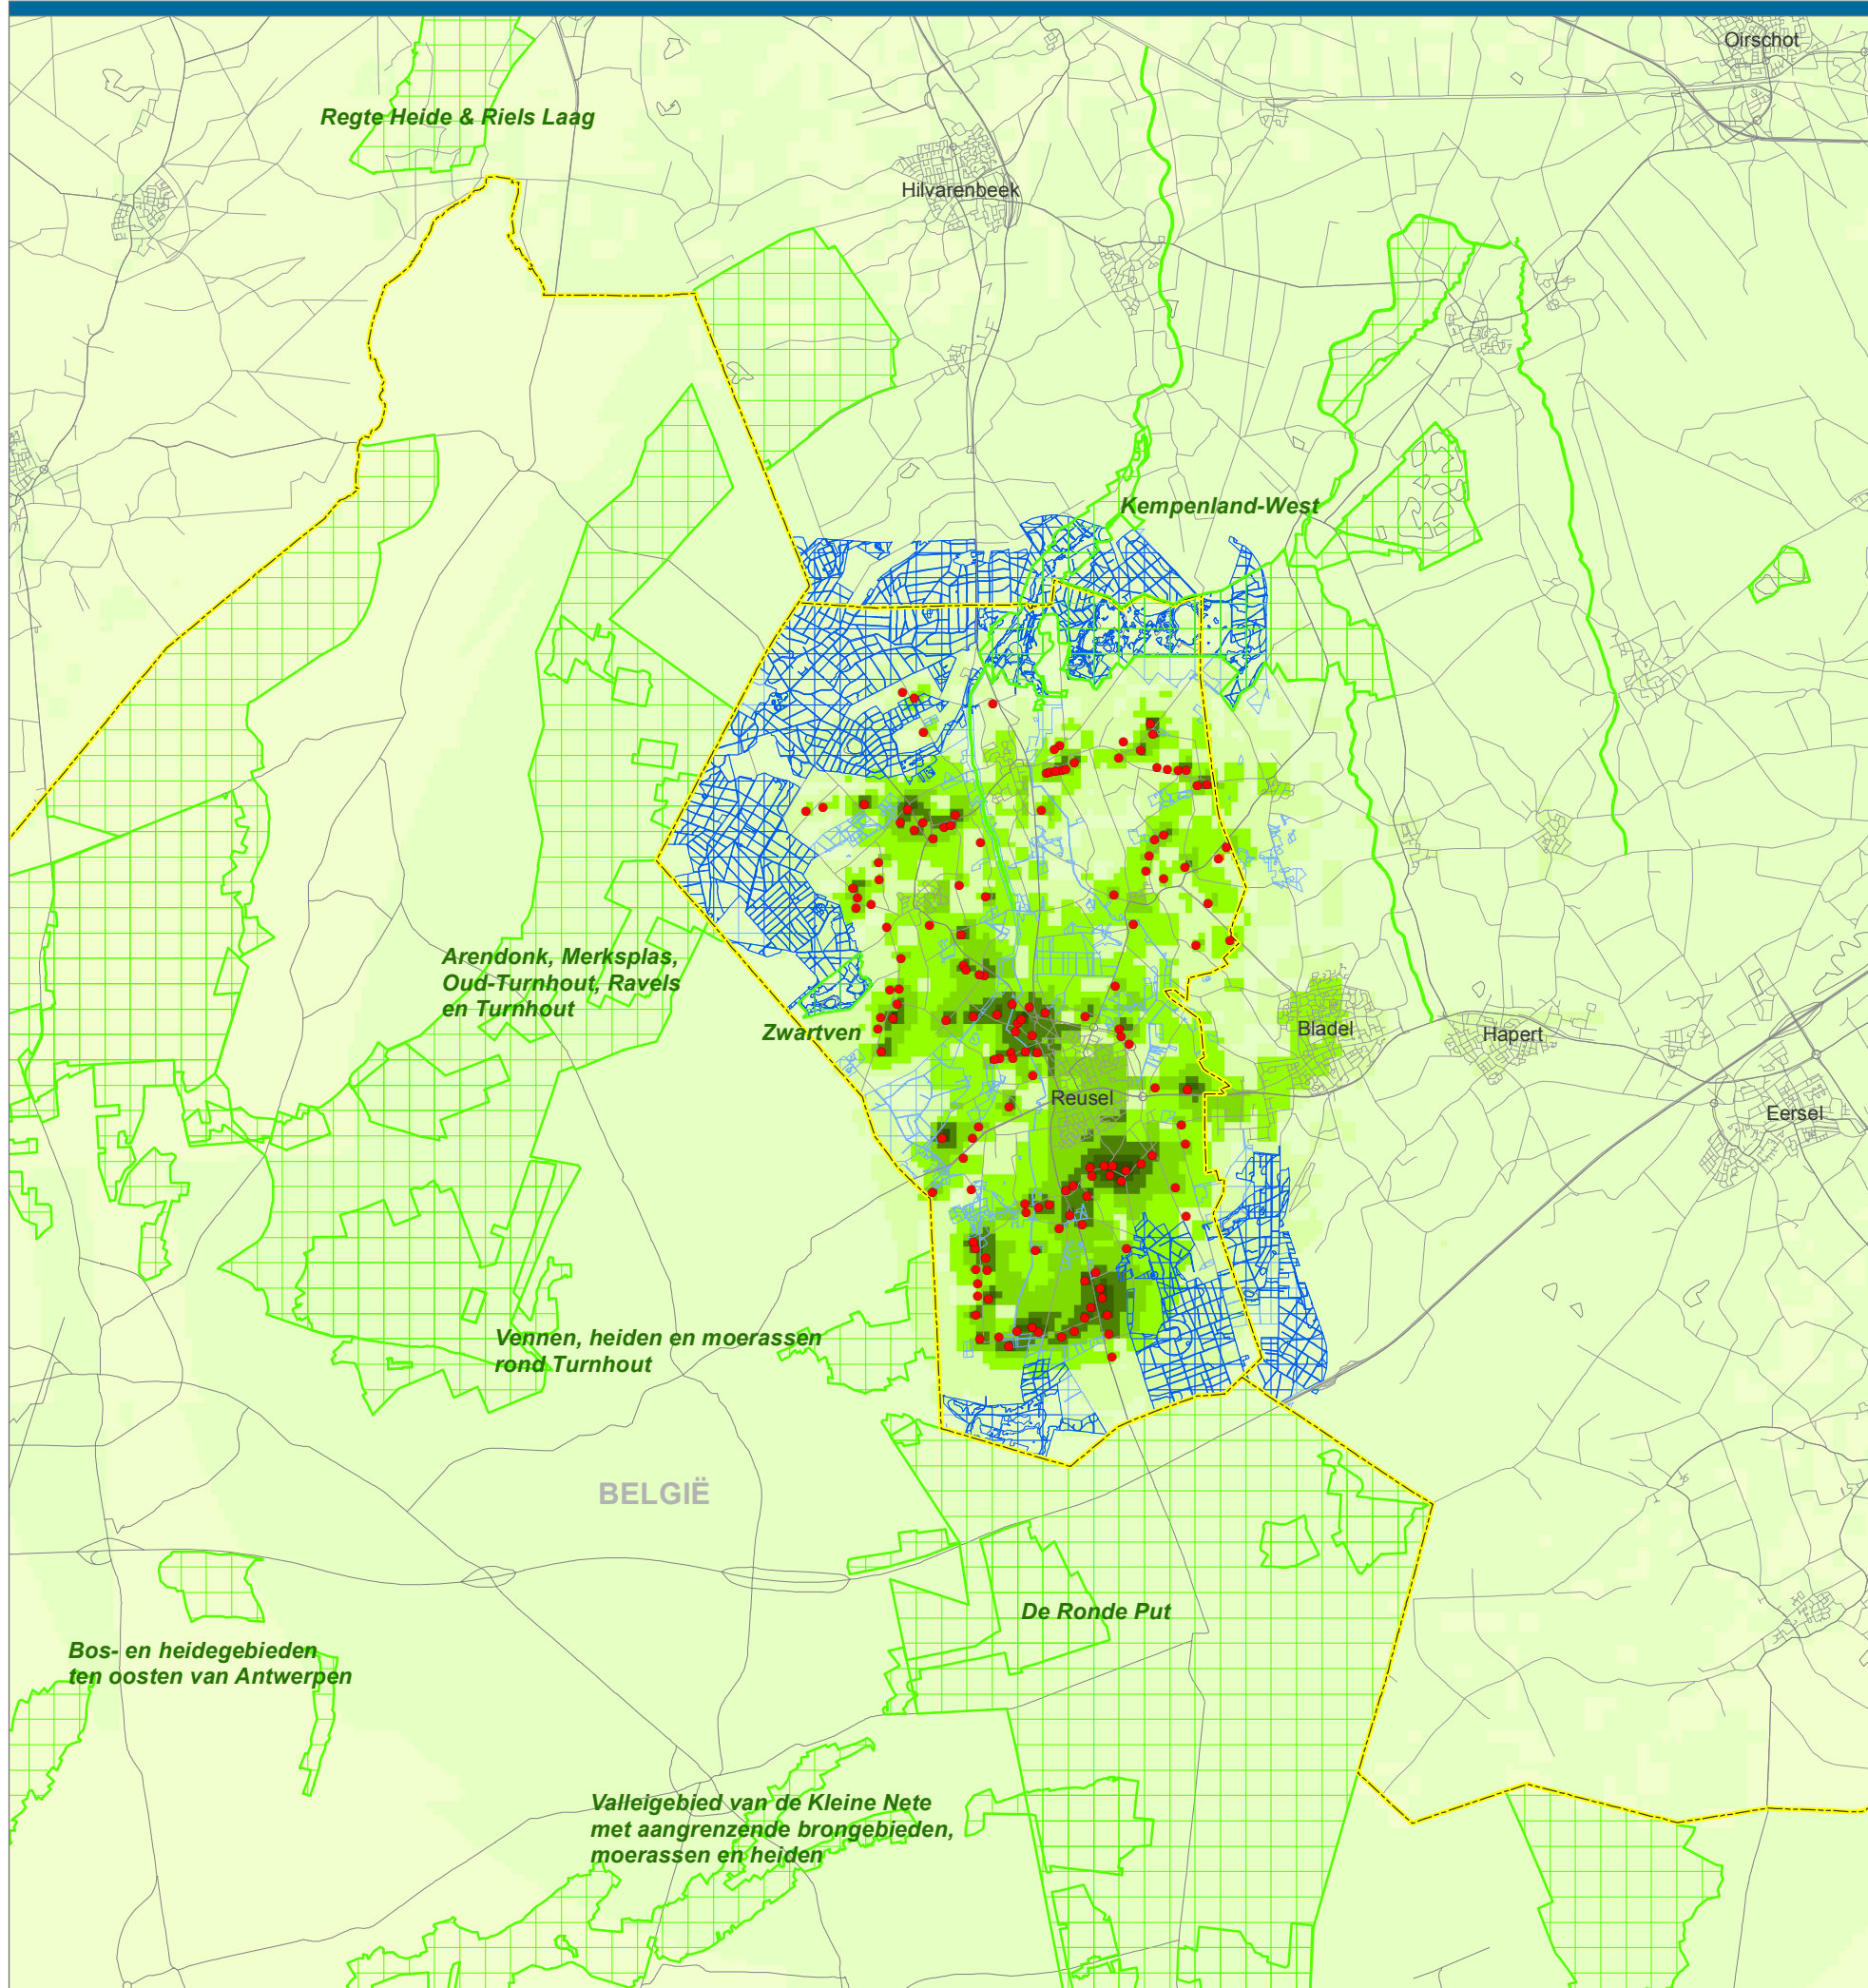 Oirschot
Regte Heide & Riels Laag
Hilvarenbeek
Kempenland-West
Arendonk, Merksplas,
Oud-Turnhout, Ravels
en Turnhout
Zwartven
Bladel
Hapert
Reusel
Eersel
Vennen, heiden en moerassen
rond Turnhout
BELGIË
De Ronde Put
Bos- en heidegebieden
ten oosten van Antwerpen
Valleigebied van de Kleine Nete
met aangrenzende brongebieden,
moerassen en heiden